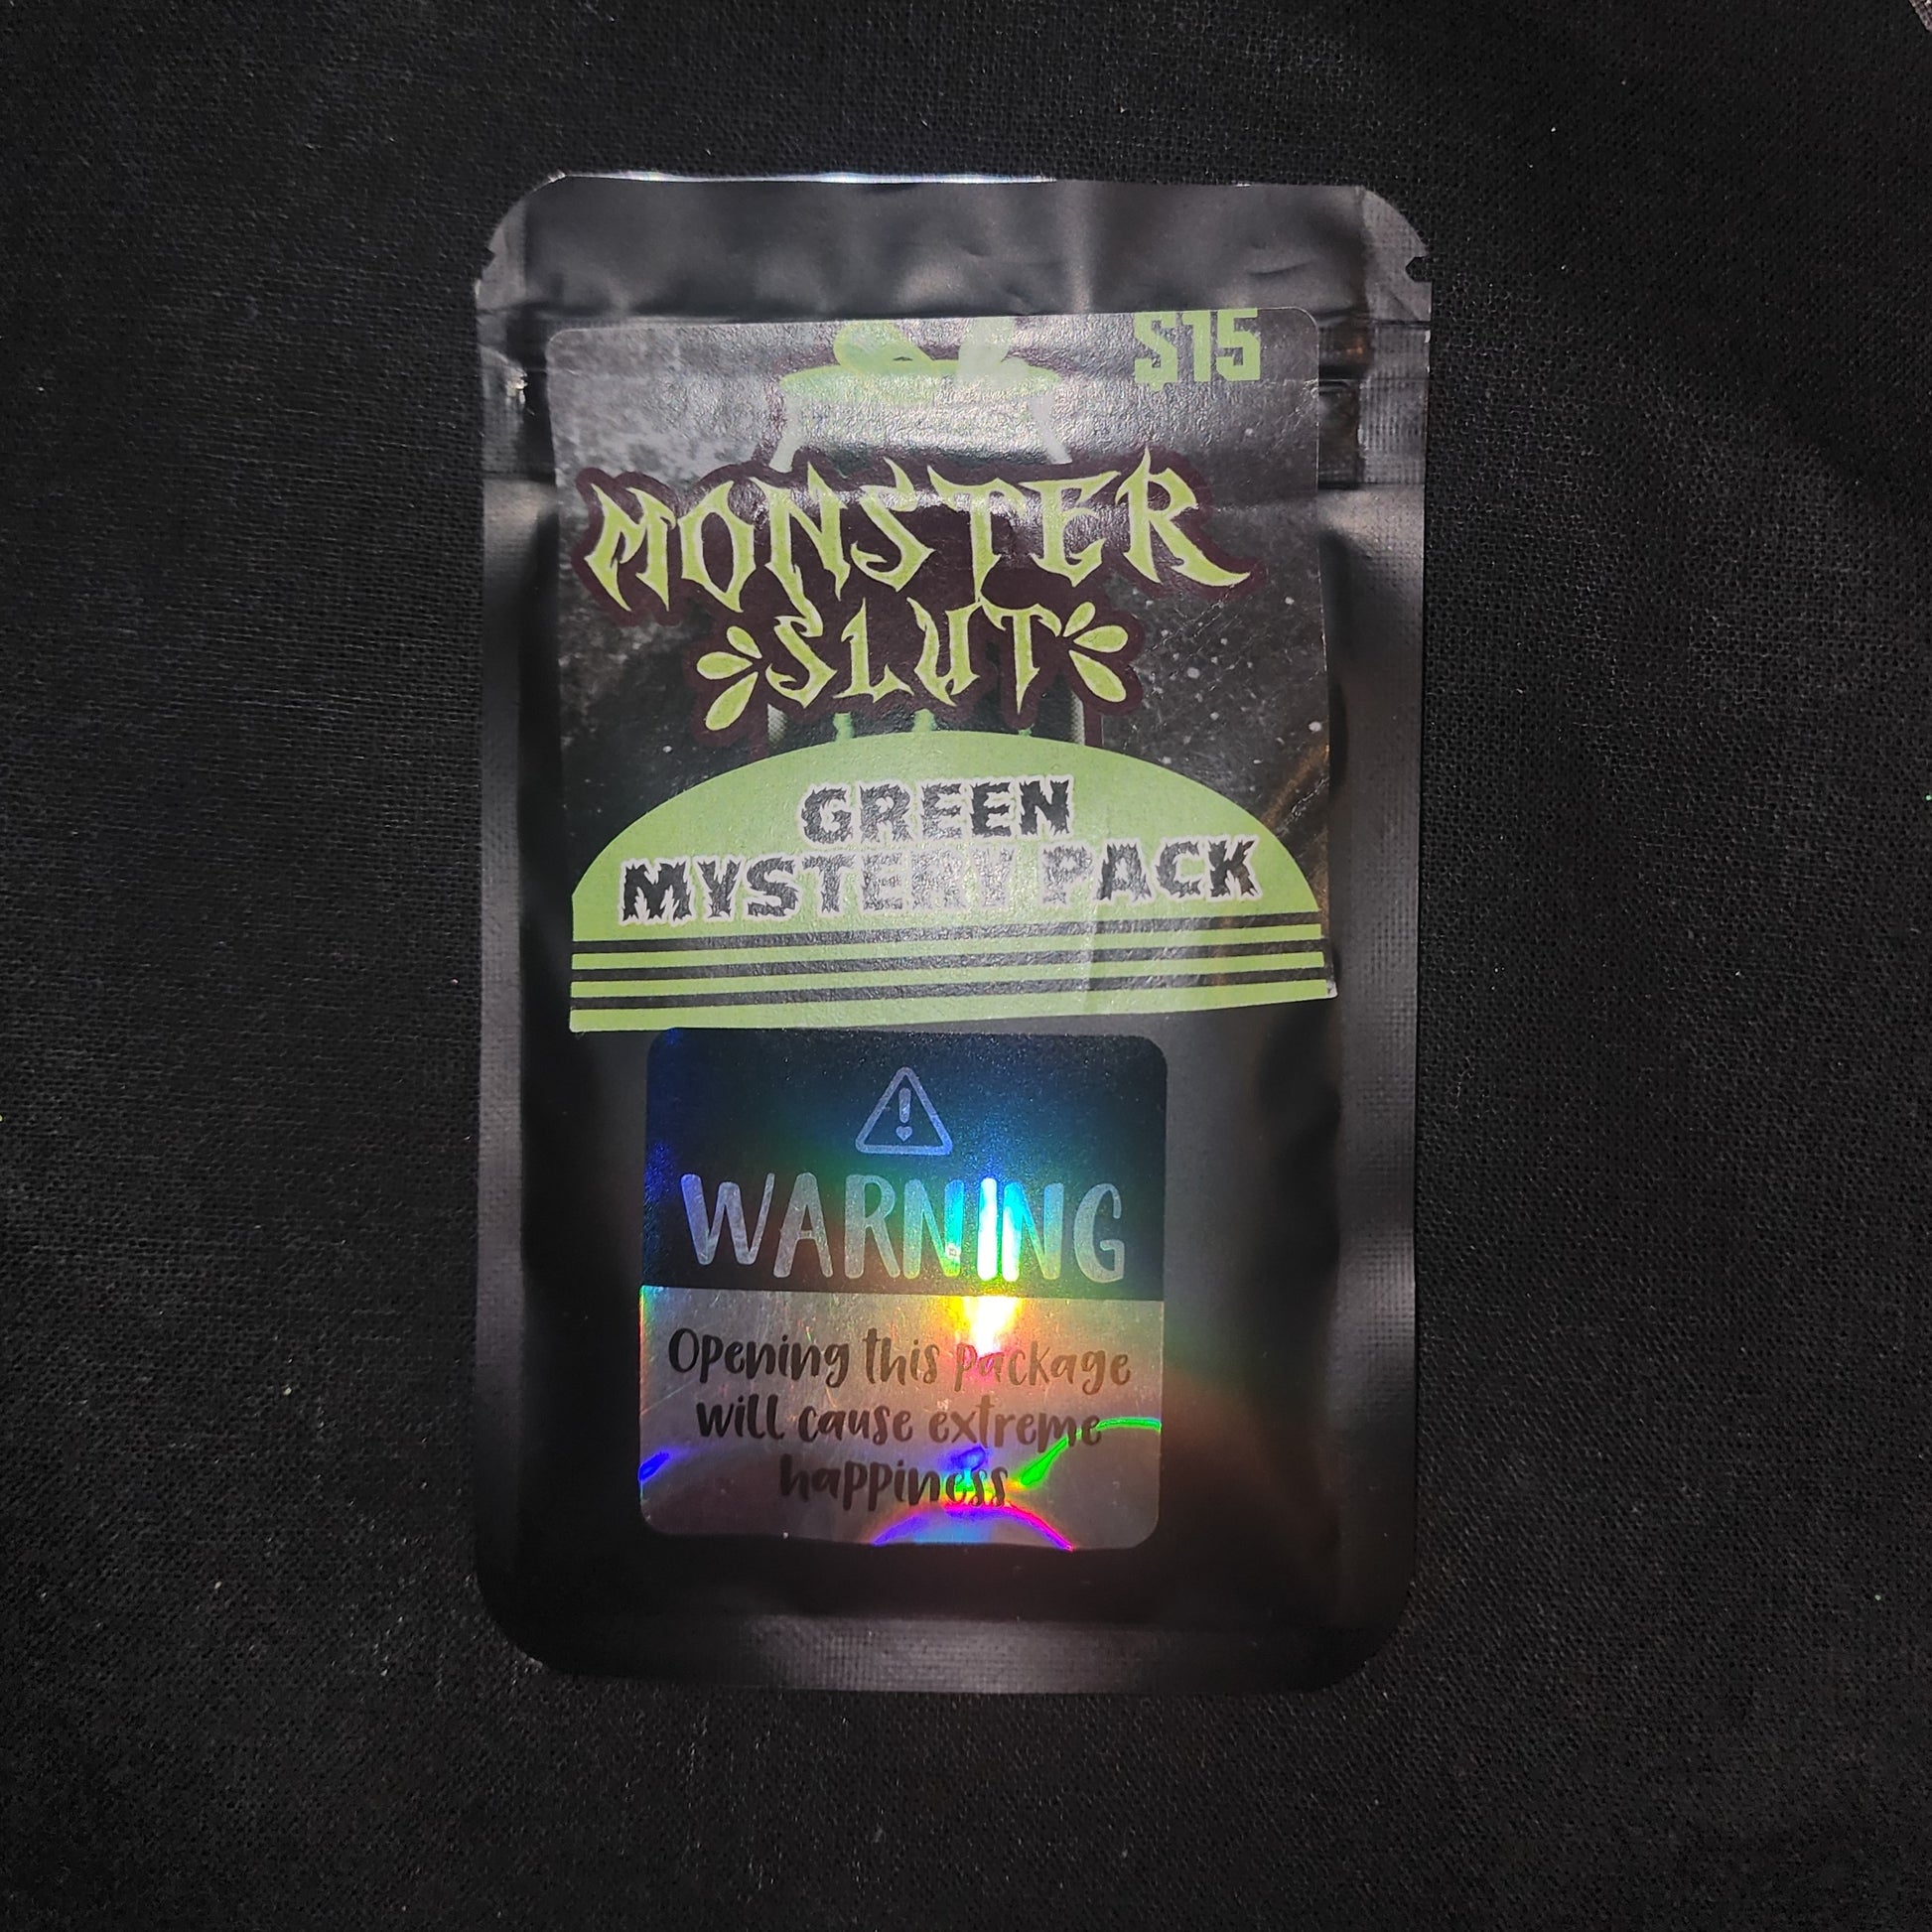 $15
MONSTER
SLUT
GREEN
MYSTERY PACK
WARNING
Opening this package
will cause extreme
happiness